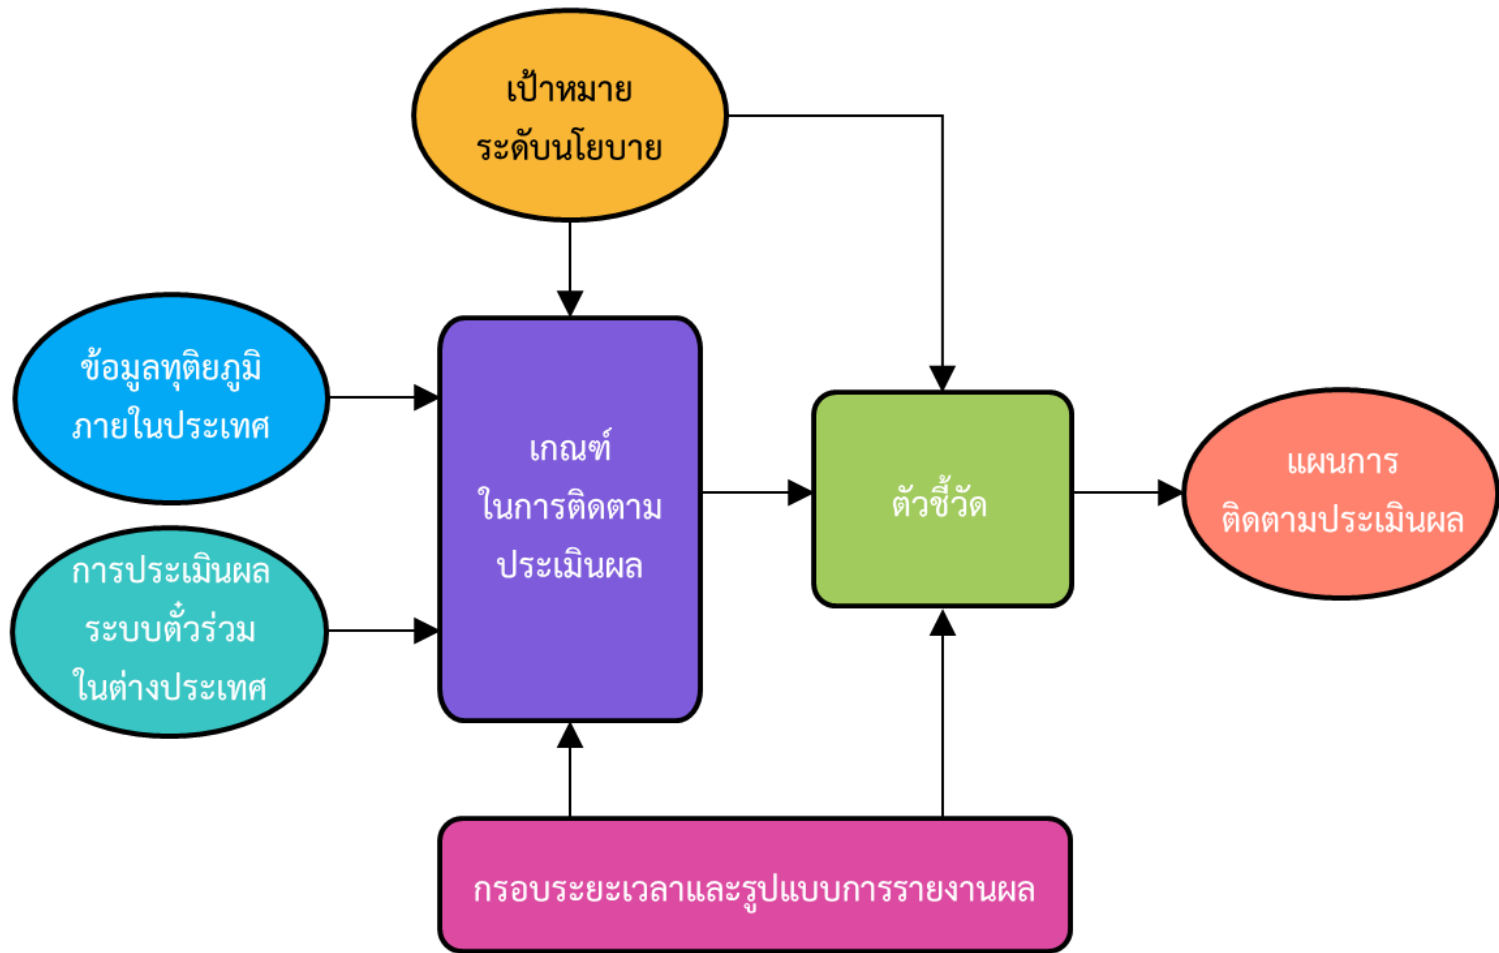 เป้าหมาย
ระดับนโยบาย
ข้อมูลทุติยภูมิ
ภายในประเทศ
การประเมินผล
ระบบตั๋วร่วม
ในต่างประเทศ
เกณฑ์
ในการติดตาม
ประเมินผล
ตัวชี้วัด
แผนการ
ติดตามประเมินผล
กรอบระยะเวลาและรูปแบบการรายงานผล